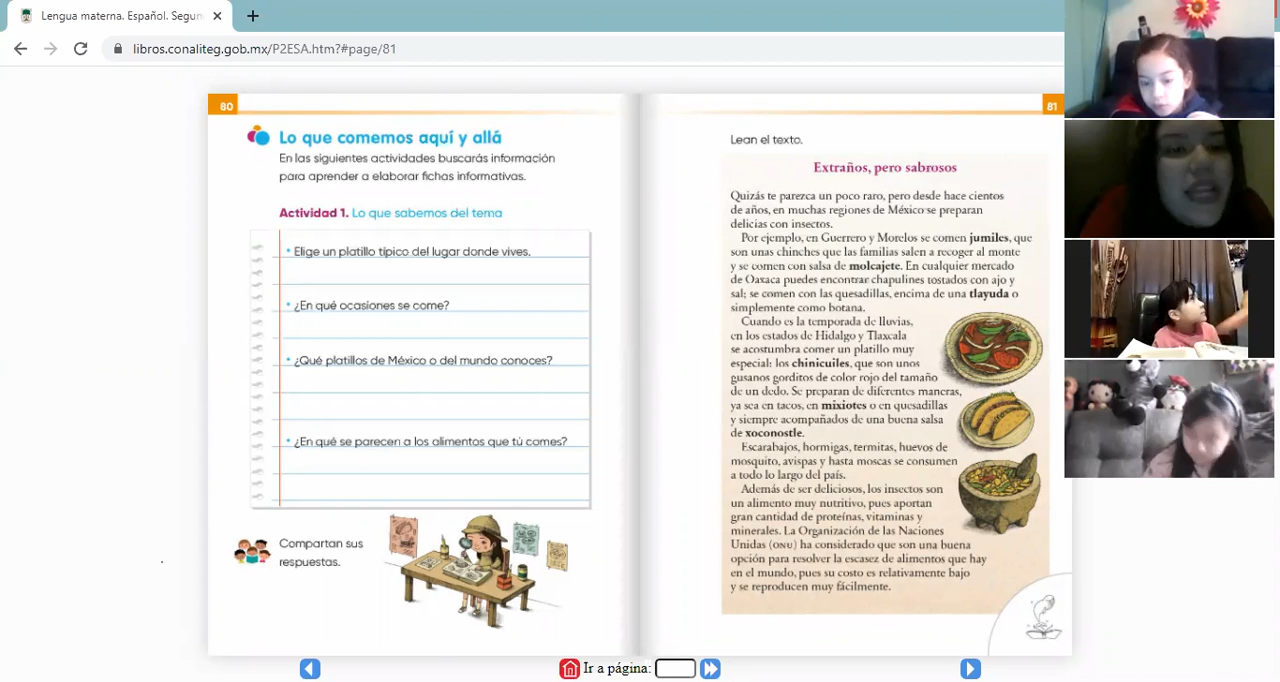 Lengua materna. Español. Segun
libros.conaliteg.gob.mx/P2ESA.htm?#page/81
80
Lo que comemos aquí y allá
En las siguientes actividades buscarás información
para aprender a elaborar fichas informativas.
Actividad 1. Lo que sabemos del tema
• Elige un platillo típico del lugar donde vives.
• ¿En qué ocasiones se come?
• ¿Qué platillos de México o del mundo conoces?
• ¿En qué se parecen a los alimentos que tú comes?
Compartan sus
respuestas.
81
Lean el texto.
Extraños, pero sabrosos
Quizás te parezca un poco raro, pero desde hace cientos
de años, en muchas regiones de México se preparan
delicias con insectos.
Por ejemplo, en Guerrero y Morelos se comen jumiles, que
son unas chinches que las familias salen a recoger al monte
y se comen con salsa de molcajete. En cualquier mercado
de Oaxaca puedes encontrar chapulines tostados con ajo y
sal; se comen con las quesadillas, encima de una tlayuda o
simplemente como botana.
Cuando es la temporada de lluvias,
en los estados de Hidalgo y Tlaxcala
se acostumbra comer un platillo muy
especial: los chinicuiles, que son unos
gusanos gorditos de color rojo del tamaño
de un dedo. Se preparan de diferentes maneras,
ya sea en tacos, en mixiotes o en quesadillas
y siempre acompañados de una buena salsa
de xoconostle.
Escarabajos, hormigas, termitas, huevos de
mosquito, avispas y hasta moscas se consumen
a todo lo largo del país.
Además de ser deliciosos, los insectos son
un alimento muy nutritivo, pues aportan
gran cantidad de proteínas, vitaminas y
minerales. La Organización de las Naciones
Unidas (ONU) ha considerado que son una buena
opción para resolver la escasez de alimentos que hay
en el mundo, pues su costo es relativamente bajo
y se reproducen muy fácilmente.
Ir a página: